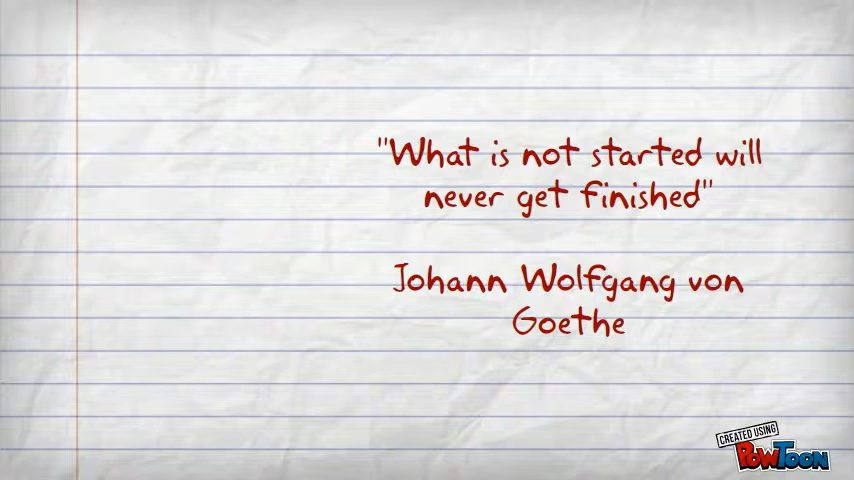 "What is not started will
never get finished"
Johann Wolfgang von
Goethe
CREATED USING
POWTOON